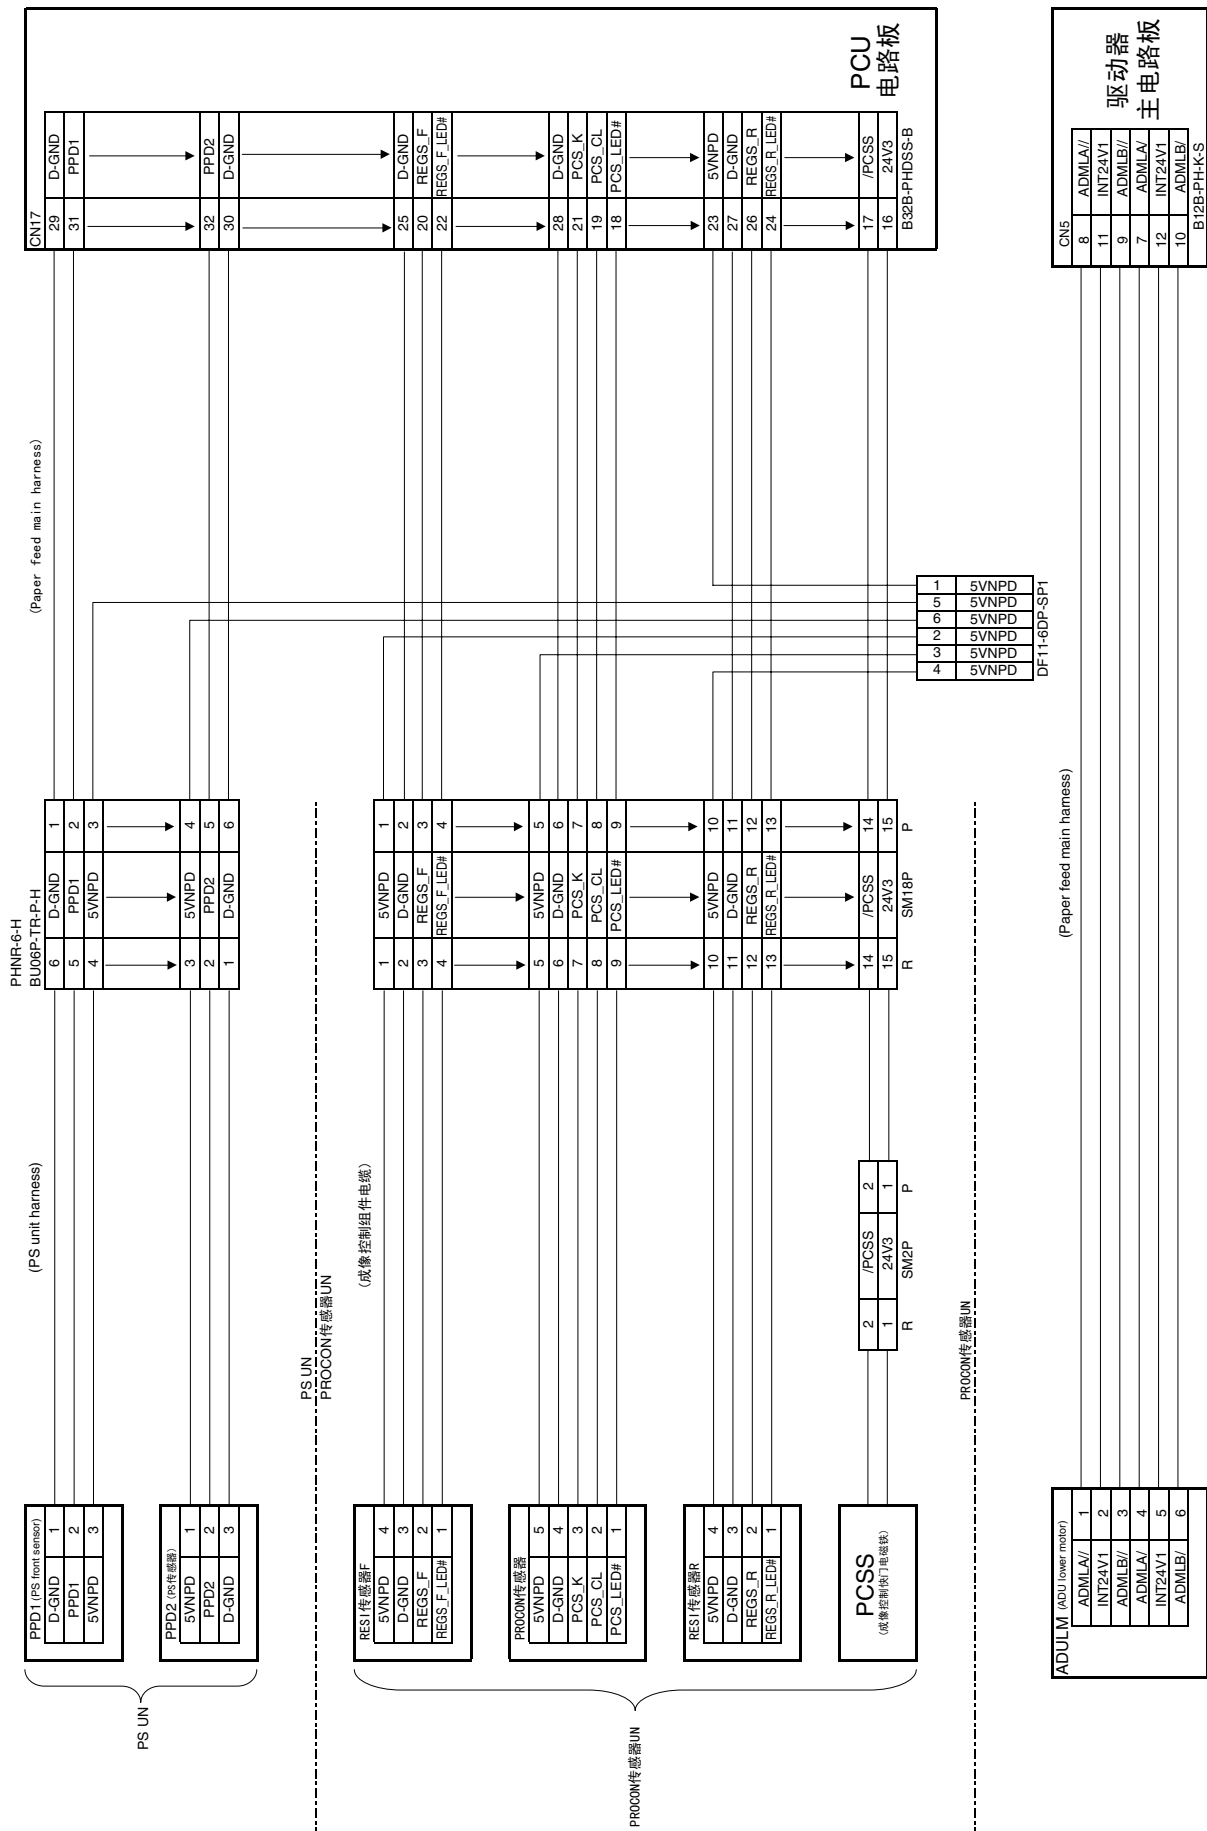 PS UN
PPD1 (PS front sensor)
D-GND 1
PPD1 2
5VNPD 3
PPD2 (PS传感器)
5VNPD 1
PPD2 2
D-GND 3
(PS unit harness)
PHNR-6-H
BU06P-TR-P-H
6 D-GND 1
5 PPD1 2
4 5VNPD 3
3 5VNPD 4
2 PPD2 5
1 D-GND 6
(Paper feed main harness)
CN17
29 D-GND
31 PPD1
32 PPD2
30 D-GND
25 D-GND
20 REGS_F
22 REGS_F_LED#
28 D-GND
21 PCS_K
19 PCS_CL
18 PCS_LED#
23 5VNPD
27 D-GND
26 REGS_R
24 REGS_R_LED#
17 /PCSS
16 24V3
B32B-PHDSS-B
PCU
电路板
PS UN
PROCON传感器UN
PROCON传感器UN
RESI传感器F
5VNPD 4
D-GND 3
REGS_F 2
REGS_F_LED# 1
PROCON传感器
5VNPD 5
D-GND 4
PCS_K 3
PCS_CL 2
PCS_LED# 1
RESI传感器R
5VNPD 4
D-GND 3
REGS_R 2
REGS_R_LED# 1
PCSS
(成像控制快门电磁铁)
(成像控制组件电缆)
1 5VNPD 1
2 D-GND 2
3 REGS_F 3
4 REGS_F_LED# 4
5 5VNPD 5
6 D-GND 6
7 PCS_K 7
8 PCS_CL 8
9 PCS_LED# 9
10 5VNPD 10
11 D-GND 11
12 REGS_R 12
13 REGS_R_LED# 13
14 /PCSS 14
15 24V3 15
R SM18P P
2 /PCSS 2
1 24V3 1
R SM2P P
1 5VNPD
5 5VNPD
6 5VNPD
2 5VNPD
3 5VNPD
4 5VNPD
DF11-6DP-SP1
PROCON传感器UN
ADULM (ADU lower motor)
ADMLA// 1
INT24V1 2
ADMLB// 3
ADMLA/ 4
INT24V1 5
ADMLB/ 6
(Paper feed main harness)
CN5
8 ADMLA//
11 INT24V1
9 ADMLB//
7 ADMLA/
12 INT24V1
10 ADMLB/
B12B-PH-K-S
驱动器
主电路板